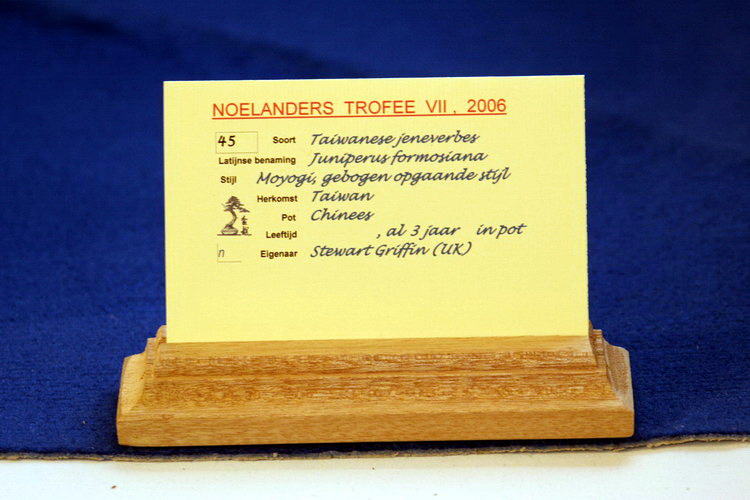 NOELANDERS TROFEE VII, 2006
45 Soort Taiwanese jeneverbes
Latijnse benaming Juniperus formosiana
Stijl Moyogi, gebogen opgaande stijl
Herkomst Taiwan
Pot Chinees
Leeftijd , al 3 jaar in pot
n Eigenaar Stewart Griffin (UK)